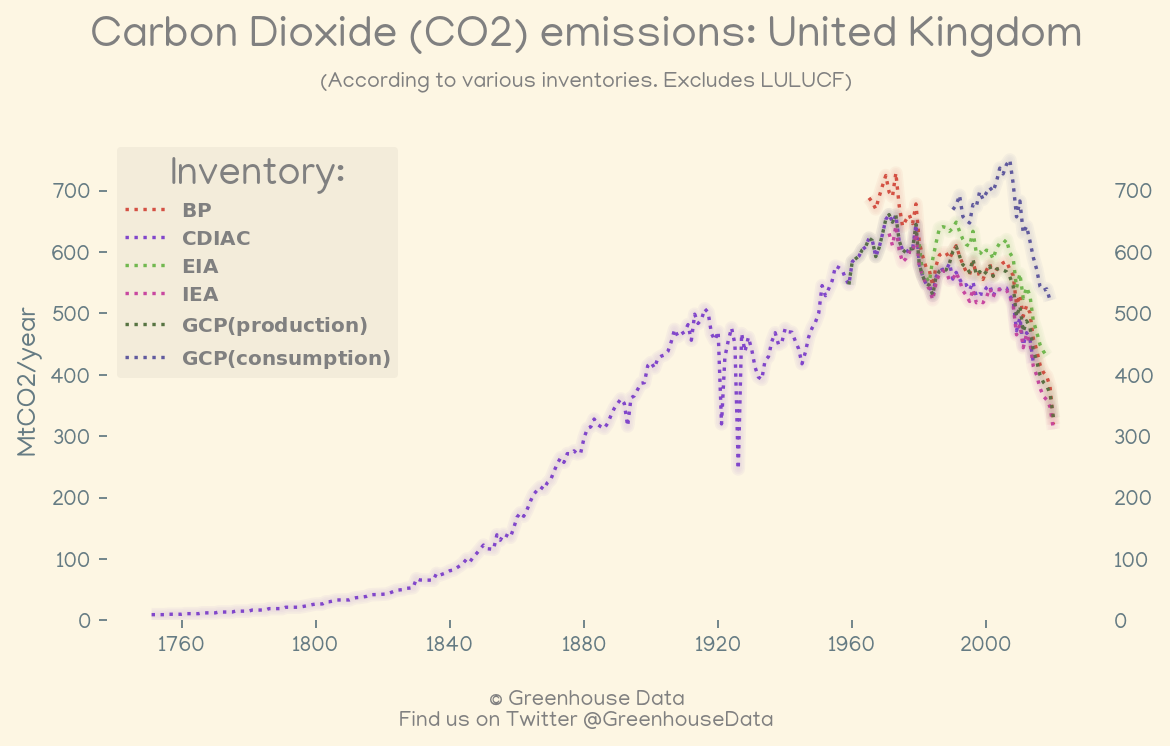 Carbon Dioxide (CO2) emissions: United Kingdom
(According to various inventories. Excludes LULUCF)
Inventory:
BP
CDIAC
EIA
IEA
GCP(production)
GCP(consumption)
MtCO2/year
700
600
500
400
300
200
100
0
700
600
500
400
300
200
100
0
1760
1800
1840
1880
1920
1960
2000
© Greenhouse Data
Find us on Twitter @GreenhouseData